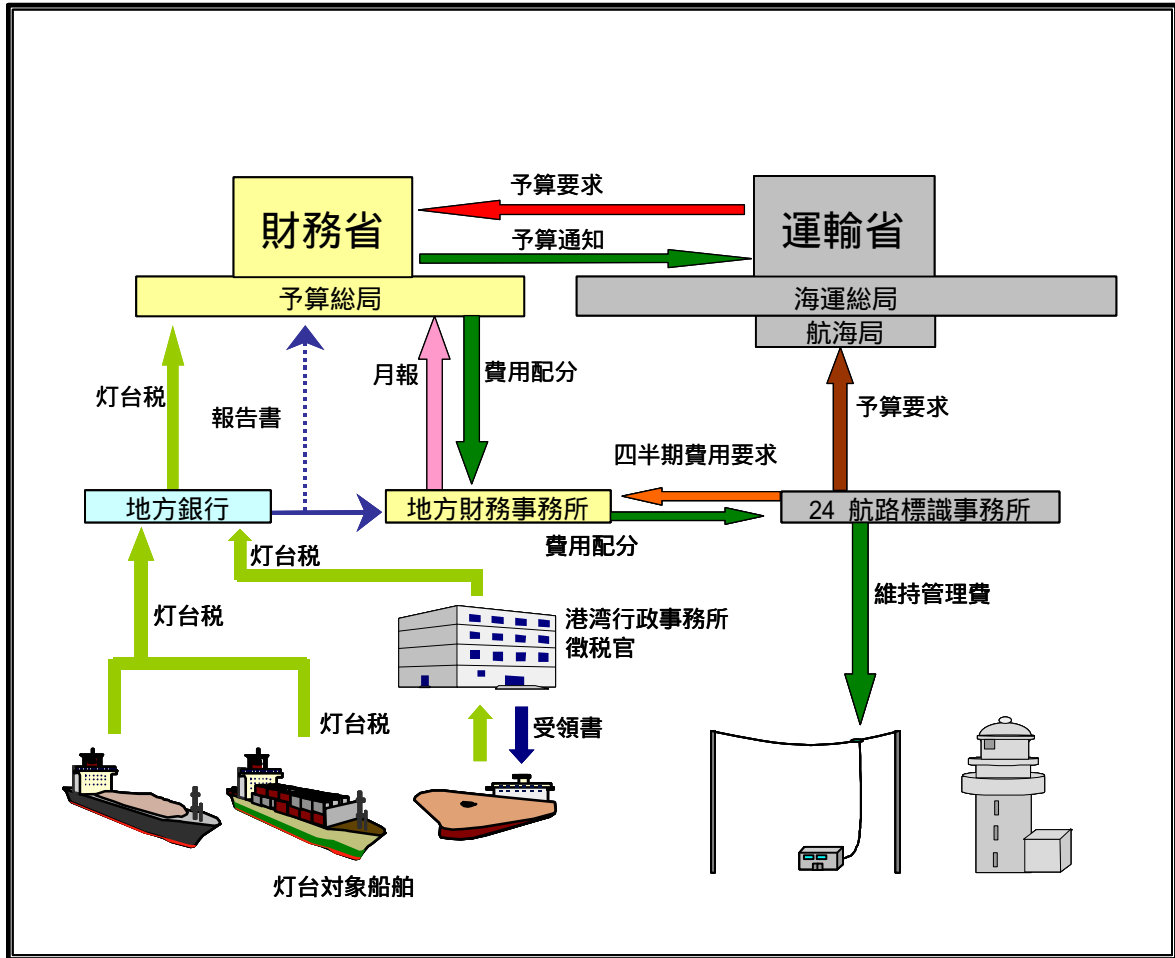 予算要求
財務省
運輸省
予算通知
予算総局
海運総局
航海局
月報
費用配分
灯台税
報告書
予算要求
四半期費用要求
地方銀行
地方財務事務所
24 航路標識事務所
費用配分
灯台税
維持管理費
灯台税
港湾行政事務所
徴税官
灯台税
受領書
灯台対象船舶